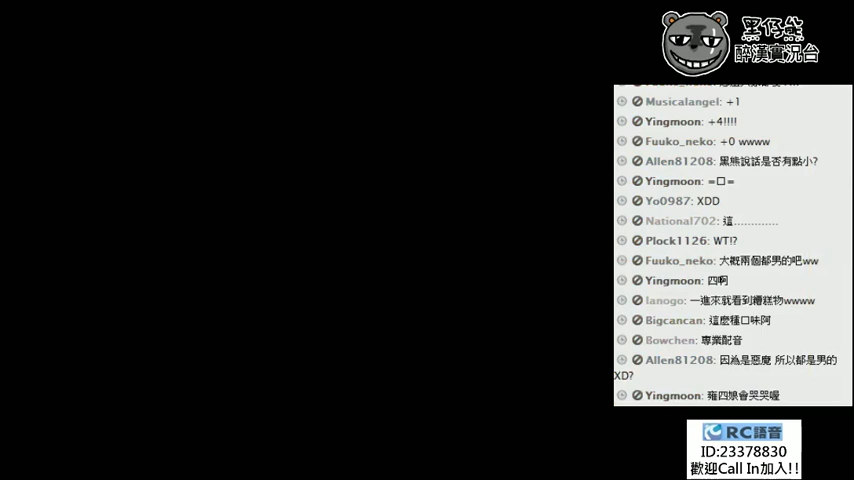 黑仔熊
醉漢實況台
Musicalangel: +1
Yingmoon: +4!!!!
Fuuko_neko: +0 wwww
Allen81208: 黑熊說話是否有點小?
Yingmoon: =口=
Yo0987: XDD
National702: 這.............
Plock1126: WT!?
Fuuko_neko: 大概兩個都男的吧ww
Yingmoon: 四啊
Ianogo: 一進來就看到糟糕物wwww
Bigcancan: 這麼種口味阿
Bowchen: 專業配音
Allen81208: 因為是惡魔 所以都是男的
XD?
Yingmoon: 雍四娘會哭哭喔
RC語音
ID:23378830
歡迎Call In加入!!